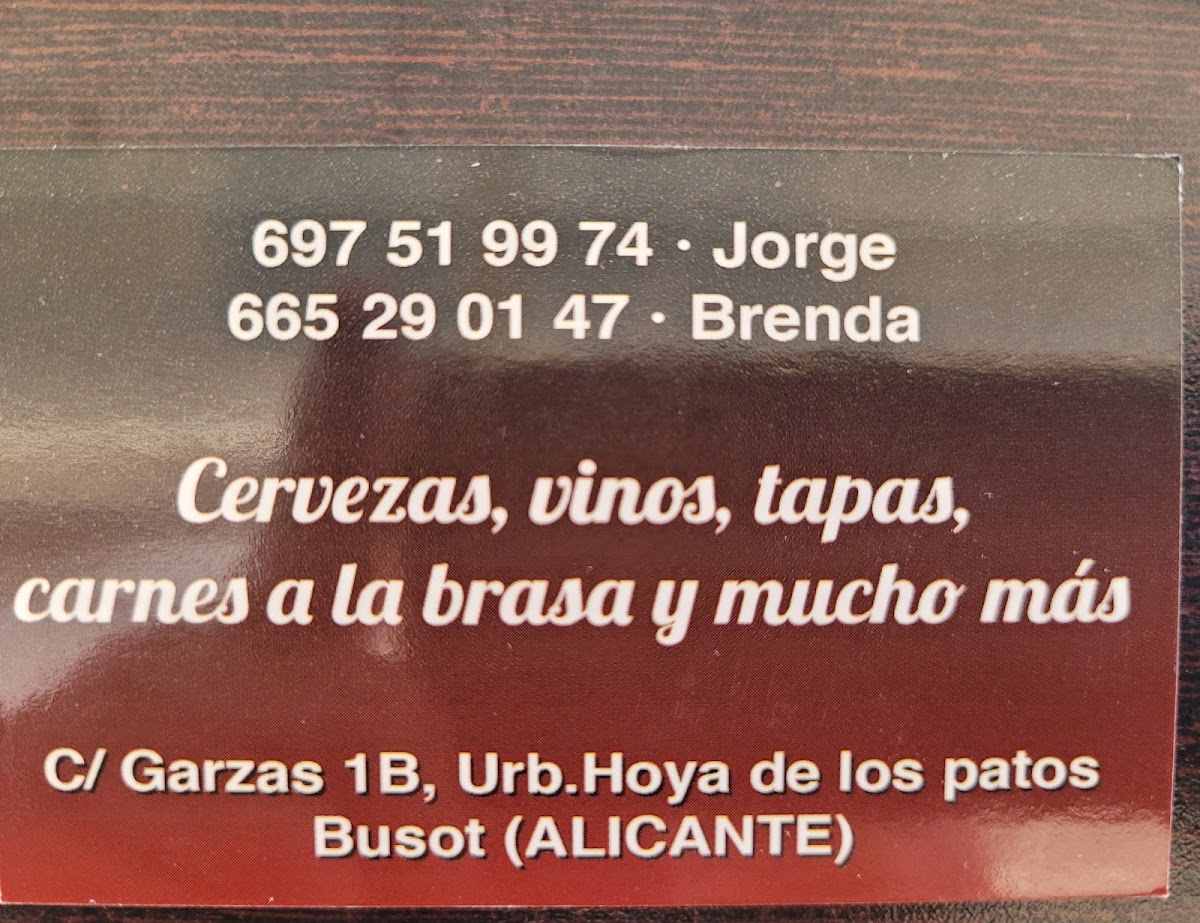 697 51 99 74 · Jorge
665 29 01 47 · Brenda
Cervezas, vinos, tapas,
carnes a la brasa y mucho más
C/ Garzas 1B, Urb.Hoya de los patos
Busot (ALICANTE)